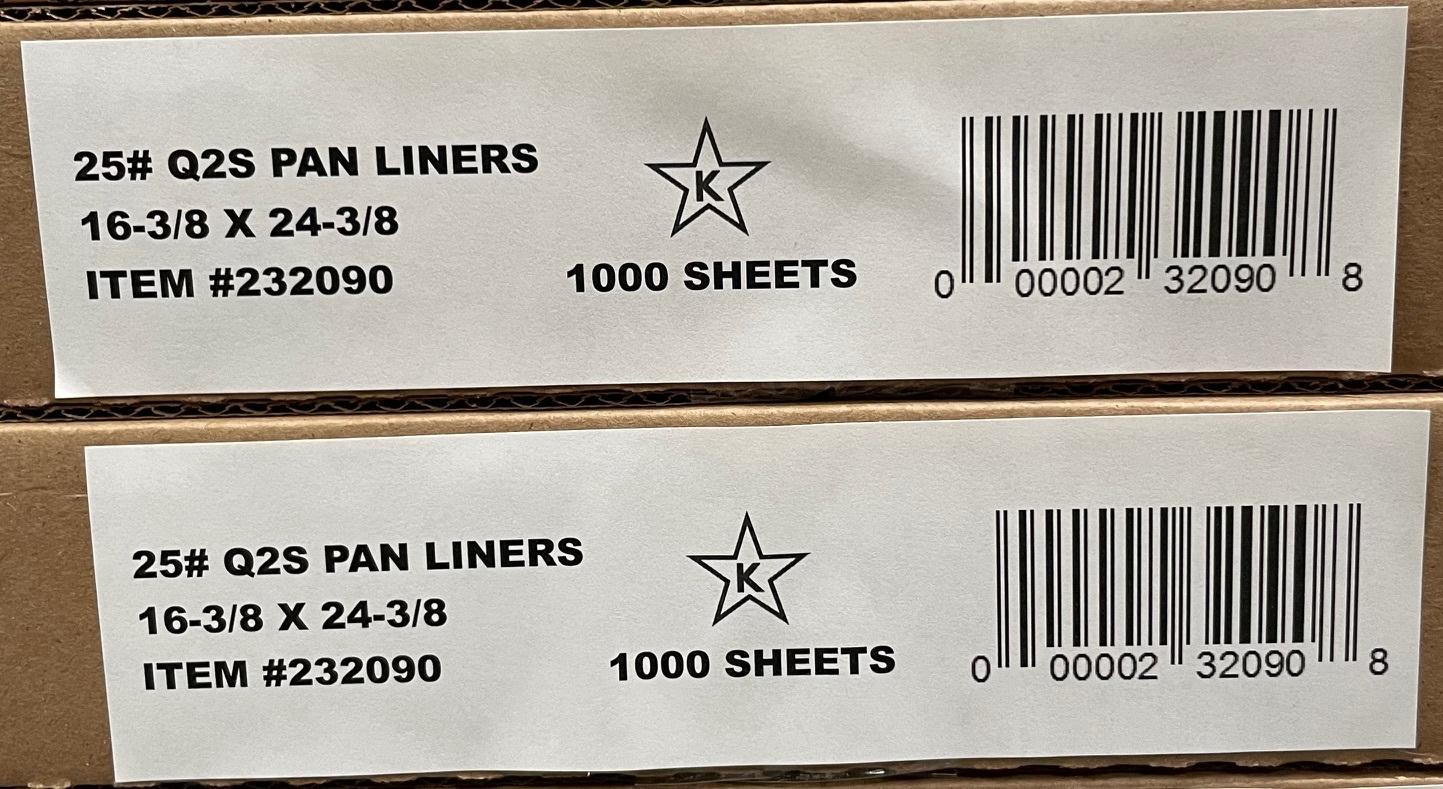 25# Q2S PAN LINERS
16-3/8 X 24-3/8
ITEM #232090
K
1000 SHEETS
0 00002 32090 8
25# Q2S PAN LINERS
16-3/8 X 24-3/8
ITEM #232090
K
1000 SHEETS
0 00002 32090 8